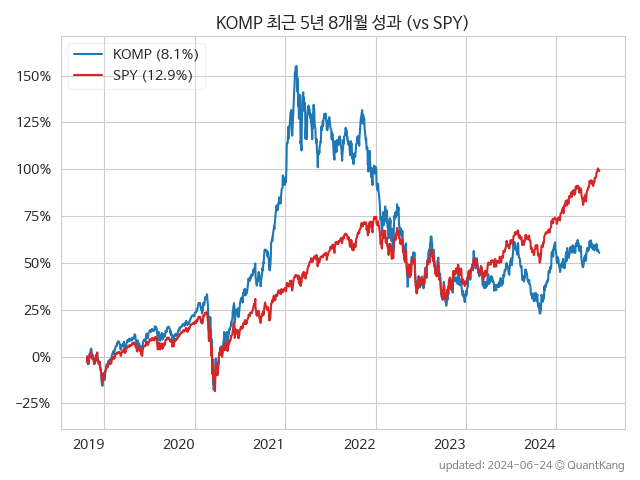 KOMP 최근 5년 8개월 성과 (vs SPY)
KOMP (8.1%)
SPY (12.9%)
150%
125%
100%
75%
50%
25%
0%
−25%
2019 2020 2021 2022 2023 2024
updated: 2024-06-24 © QuantKang